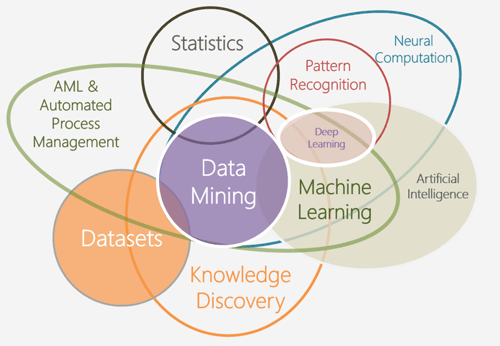 Statistics
Neural
Computation
Pattern
Recognition
AML &
Automated
Process
Management
Deep
Learning
Data
Mining
Machine
Learning
Artificial
Intelligence
Datasets
Knowledge
Discovery